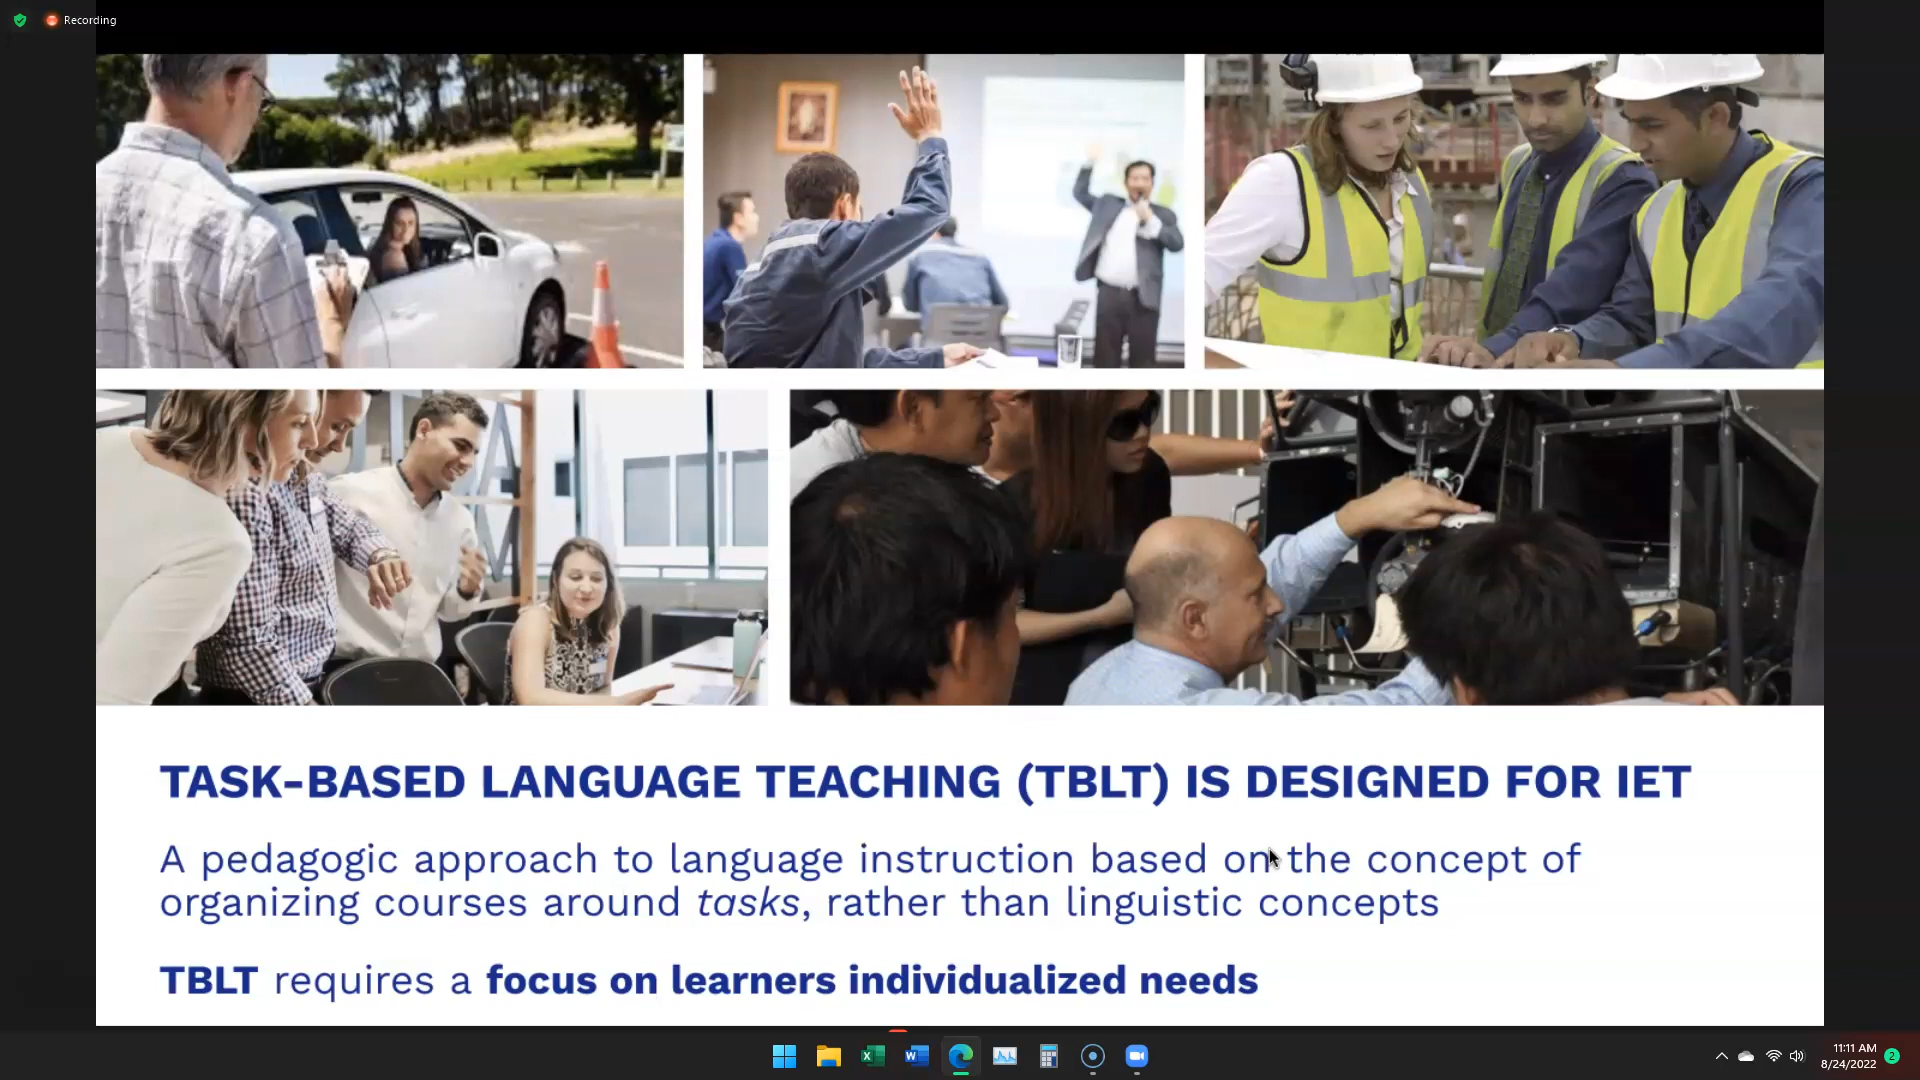 Recording
TASK-BASED LANGUAGE TEACHING (TBLT) IS DESIGNED FOR IET
A pedagogic approach to language instruction based on the concept of
organizing courses around tasks, rather than linguistic concepts
TBLT requires a focus on learners individualized needs
11:11 AM
8/24/2022
2